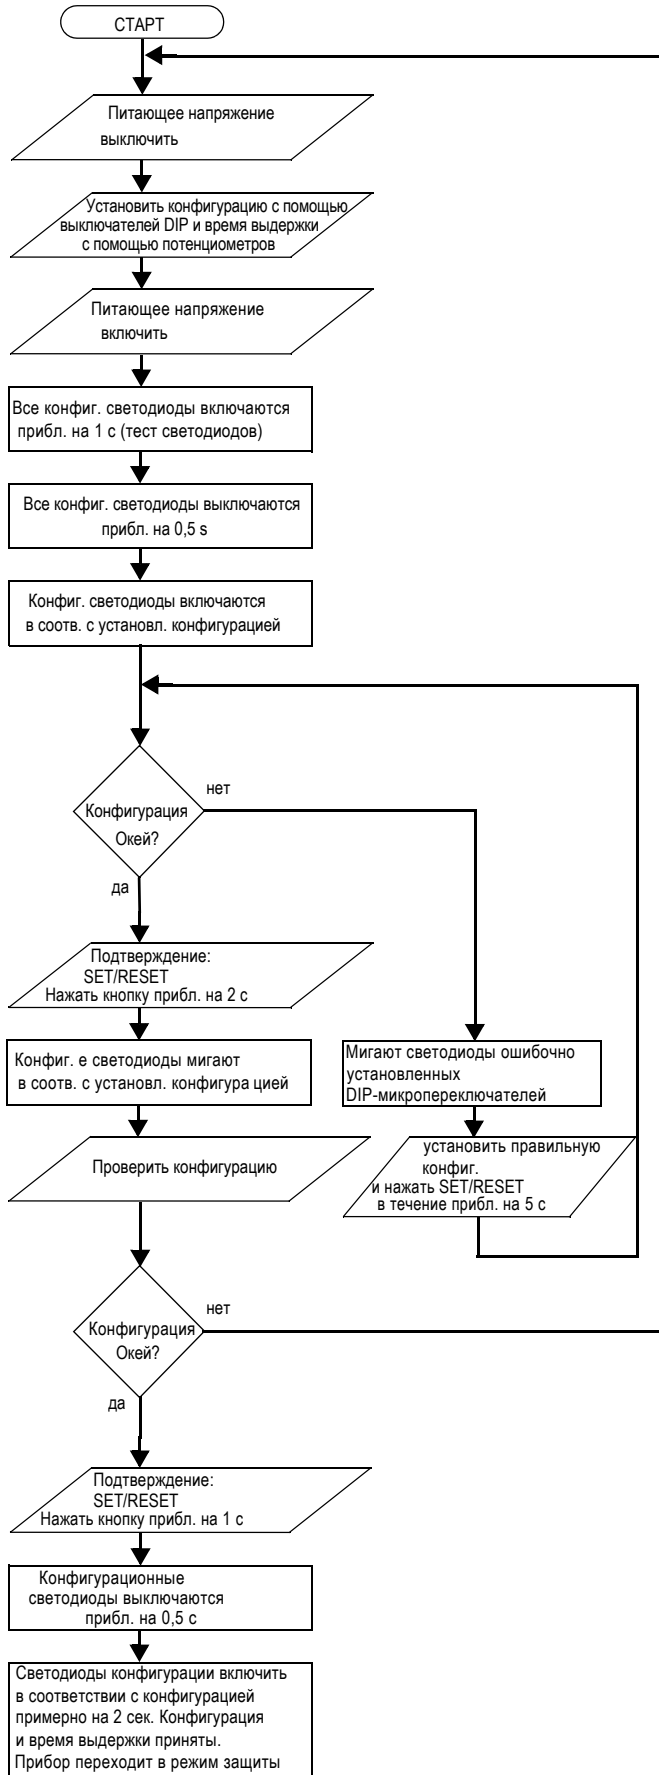 СТАРТ
Питающее напряжение
выключить
Установить конфигурацию с помощью
выключателей DIP и время выдержки
с помощью потенциометров
Питающее напряжение
включить
Все конфиг. светодиоды включаются
прибл. на 1 с (тест светодиодов)
Все конфиг. светодиоды выключаются
прибл. на 0,5 s
Конфиг. светодиоды включаются
в соотв. с установл. конфигурацией
нет
Конфигурация
Окей?
да
Подтверждение:
SET/RESET
Нажать кнопку прибл. на 2 с
Конфиг. е светодиоды мигают
в соотв. с установл. конфигура цией
Мигают светодиоды ошибочно
установленных
DIP-микропереключателей
Проверить конфигурацию
установить правильную
конфиг.
и нажать SET/RESET
в течение прибл. на 5 с
нет
Конфигурация
Окей?
да
Подтверждение:
SET/RESET
Нажать кнопку прибл. на 1 с
Конфигурационные
светодиоды выключаются
прибл. на 0,5 с
Светодиоды конфигурации включить
в соответствии с конфигурацией
примерно на 2 сек. Конфигурация
и время выдержки приняты.
Прибор переходит в режим защиты